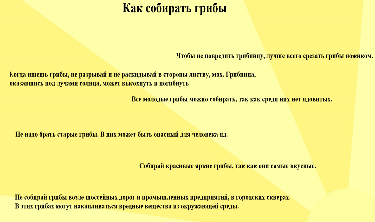 Как собирать грибы
Чтобы не повредить грибницу, лучше всего срезать грибы ножиком.
Когда ищешь грибы, не разрывай и не раскидывай в стороны листву, мох. Грибница,
оказавшись под лучами солнца, может высохнуть и погибнуть
Все молодые грибы можно собирать, так как среди них нет ядовитых.
Не надо брать старые грибы. В них может быть опасный для человека яд.
Собирай красивые яркие грибы, так как они самые вкусные.
Не собирай грибы возле шоссейных дорог и промышленных предприятий, в городских скверах.
В этих грибах могут накапливаться вредные вещества из окружающей среды.